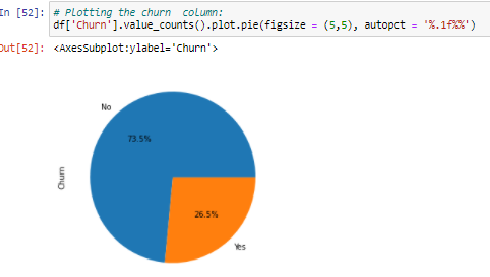 In [52]: # Plotting the churn  column:
df['Churn'].value_counts().plot.pie(figsize = (5,5), autopct = '%.1f%%')
Out[52]: <AxesSubplot:ylabel='Churn'>
No
73.5%
Churn
26.5%
Yes